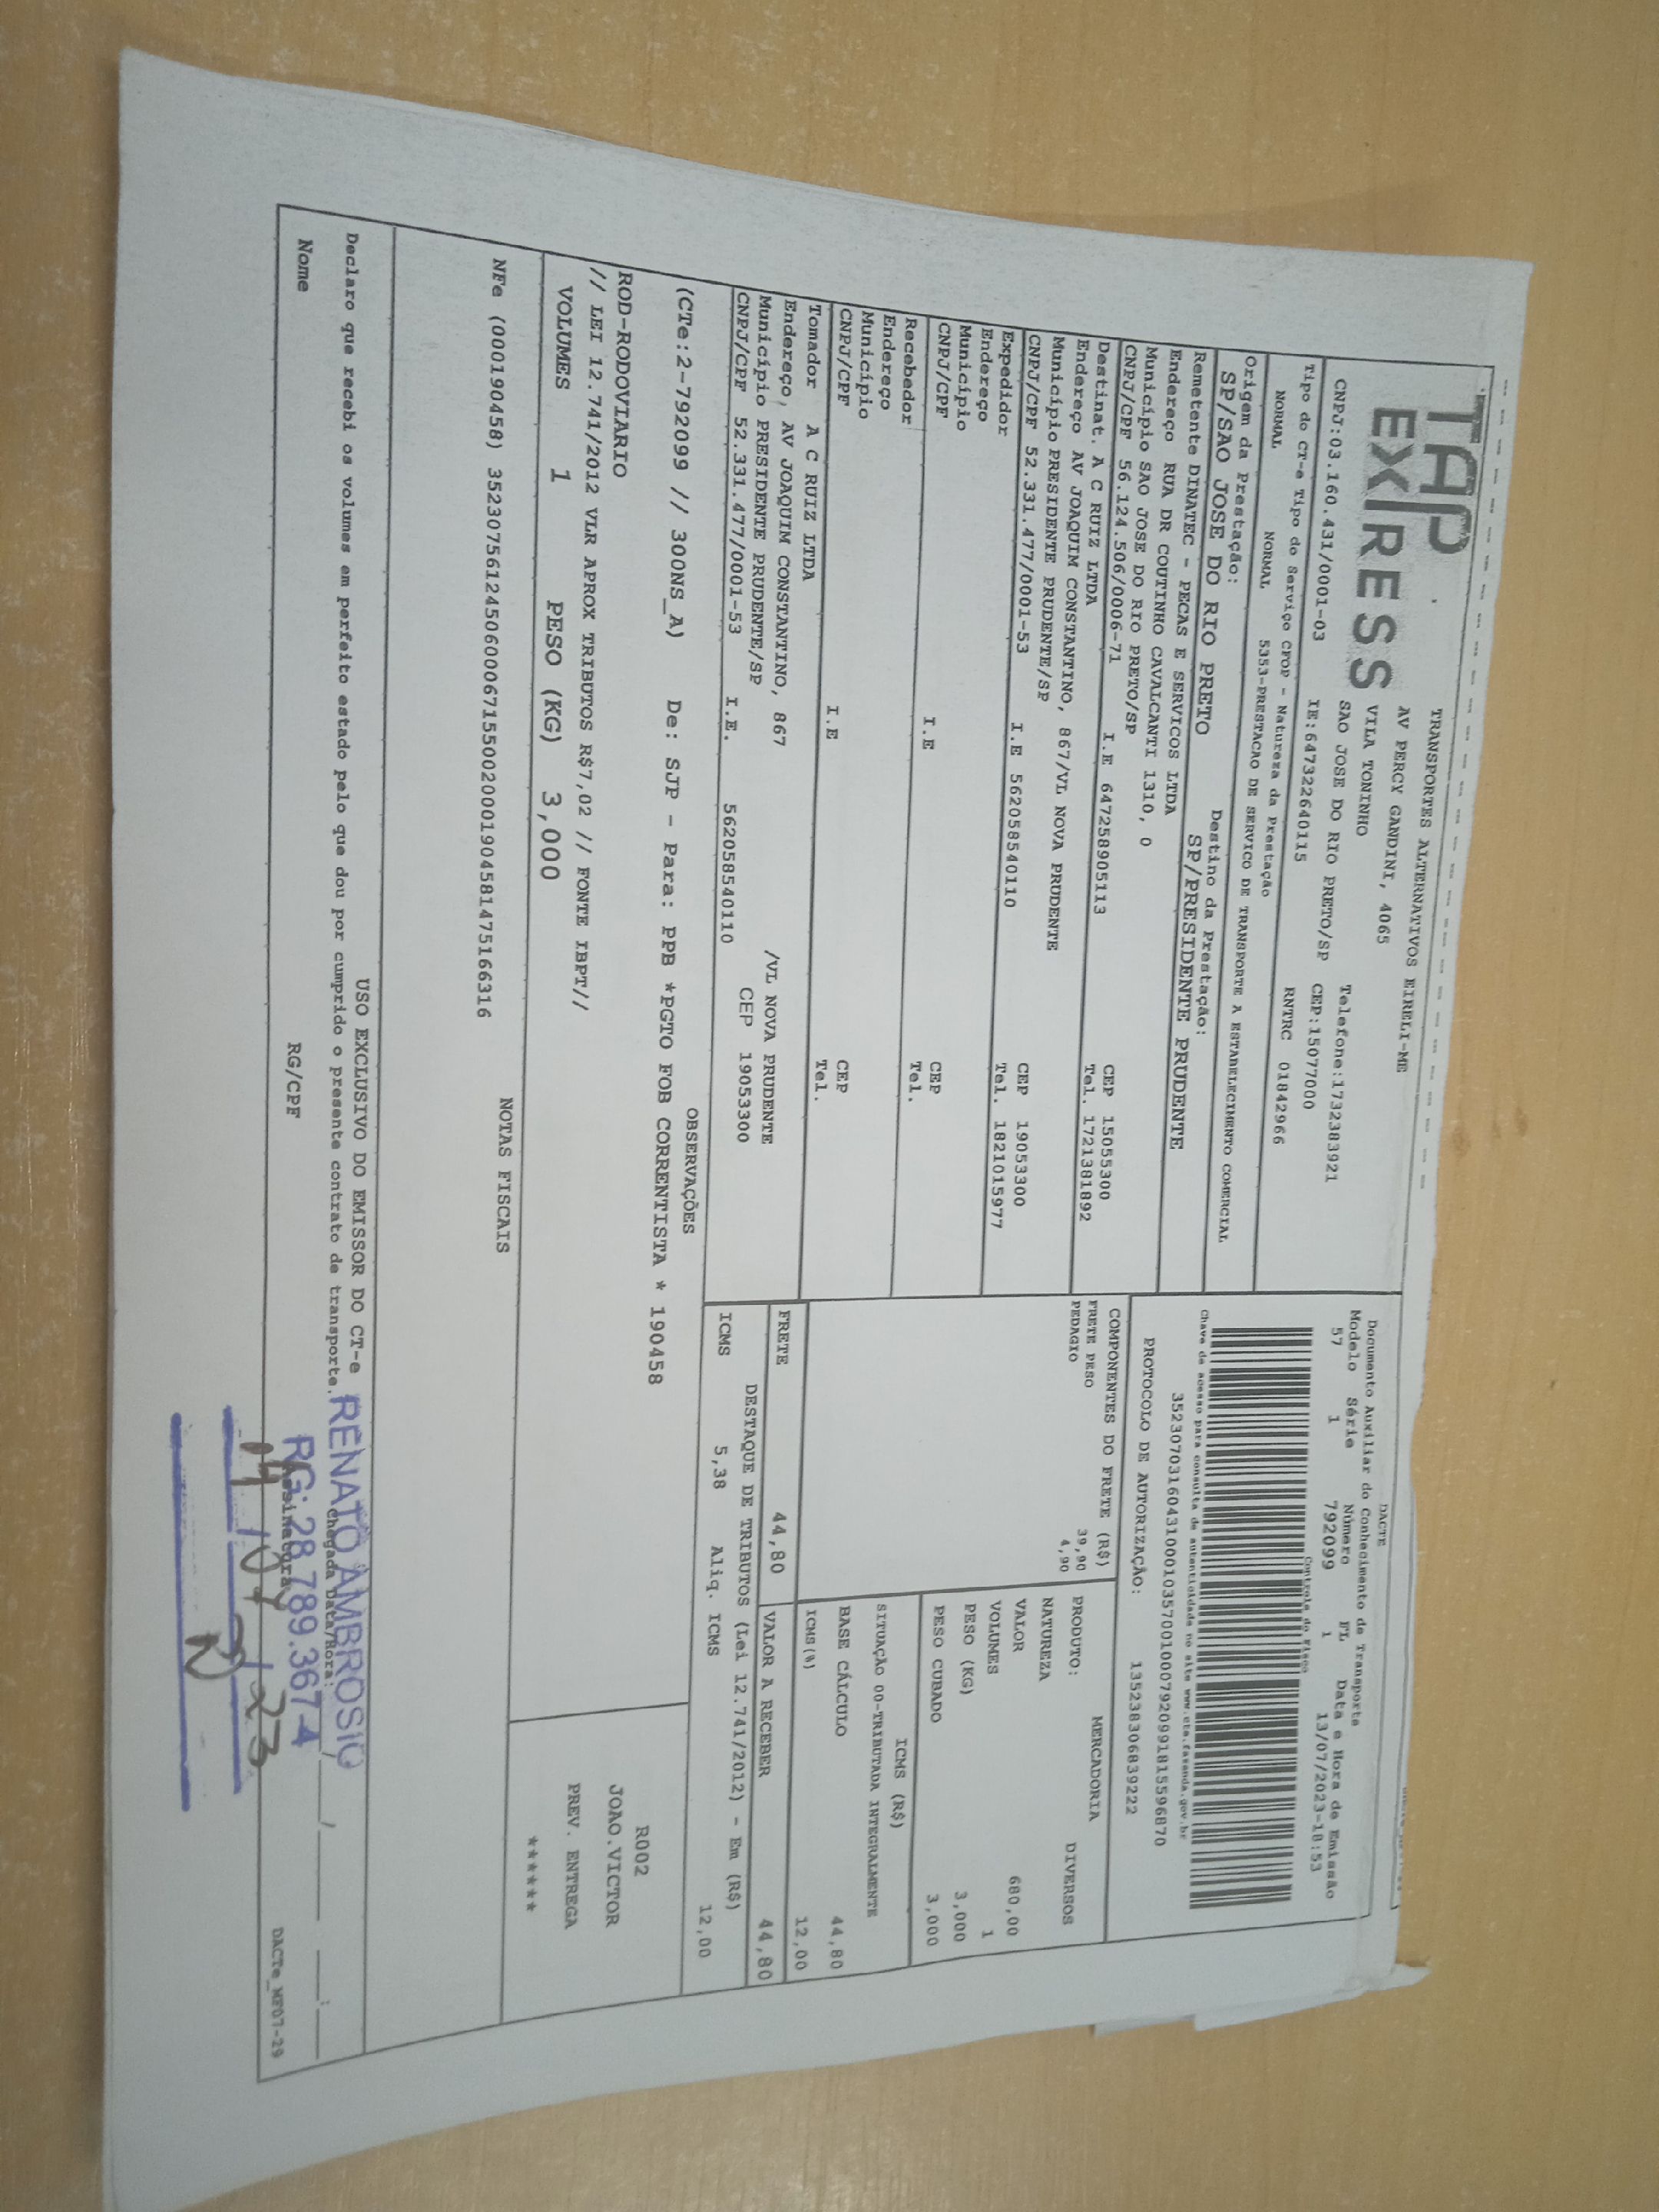 TAP
EXPRESS
TRANSPORTES ALTERNATIVOS EIRELI-ME
AV PERCY GANDINI, 4065
VILA TONINHO
SAO JOSE DO RIO PRETO/SP Telefone:1732383921
CNPJ:03.160.431/0001-03 IE:647322640115 CEP:15077000
Tipo do CT-e Tipo do Serviço CFOP - Natureza da Prestação RNTRC 01842966
NORMAL NORMAL 5353-PRESTACAO DE SERVICO DE TRANSPORTE A ESTABELECIMENTO COMERCIAL
DACTE
Documento Auxiliar do Conhecimento de Transporte
Modelo Série Número FL Data e Hora de Emissão
57 1 792099 1 13/07/2023-18:53
Controle do Fisco
Chave de acesso para consulta de autenticidade no site www.cte.fazenda.gov.br
35230703160431000103570010007920991815596870
PROTOCOLO DE AUTORIZAÇÃO: 135238306839222
Origem da Prestação: Destino da Prestação:
SP/SAO JOSE DO RIO PRETO SP/PRESIDENTE PRUDENTE
Remetente DINATEC - PECAS E SERVICOS LTDA
Endereço RUA DR COUTINHO CAVALCANTI 1310, 0
Município SAO JOSE DO RIO PRETO/SP CEP 15055300
CNPJ/CPF 56.124.506/0006-71 I.E 647258905113 Tel. 1721381892
Destinat. A C RUIZ LTDA
Endereço AV JOAQUIM CONSTANTINO, 867/VL NOVA PRUDENTE
Município PRESIDENTE PRUDENTE/SP CEP 19053300
CNPJ/CPF 52.331.477/0001-53 I.E 562058540110 Tel. 1821015977
Expedidor
Endereço
Município CEP
CNPJ/CPF I.E Tel.
Recebedor
Endereço
Município CEP
CNPJ/CPF I.E Tel.
Tomador A C RUIZ LTDA
Endereço, AV JOAQUIM CONSTANTINO, 867 /VL NOVA PRUDENTE
Município PRESIDENTE PRUDENTE/SP CEP 19053300
CNPJ/CPF 52.331.477/0001-53 I.E. 562058540110
COMPONENTES DO FRETE (R$)
FRETE PESO 39,90
PEDAGIO 4,90
PRODUTO: MERCADORIA
NATUREZA DIVERSOS
VALOR 680,00
VOLUMES 1
PESO (KG) 3,000
PESO CUBADO 3,000
ICMS (R$)
SITUAÇÃO 00-TRIBUTADA INTEGRALMENTE
BASE CÁLCULO 44,80
ICMS(%) 12,00
FRETE 44,80 VALOR A RECEBER 44,80
DESTAQUE DE TRIBUTOS (Lei 12.741/2012) - Em (R$)
ICMS 5,38 Aliq. ICMS 12,00
OBSERVAÇÕES
(CTe:2-792099 // 300NS_A) De: SJP - Para: PPB *PGTO FOB CORRENTISTA * 190458
ROD-RODOVIARIO
// LEI 12.741/2012 VLR APROX TRIBUTOS R$7,02 // FONTE IBPT//
VOLUMES 1 PESO (KG) 3,000
R002
JOAO.VICTOR
PREV. ENTREGA
******
NOTAS FISCAIS
NFe (000190458) 35230756124506000671550020001904581475166316
USO EXCLUSIVO DO EMISSOR DO CT-e
Declaro que recebi os volumes em perfeito estado pelo que dou por cumprido o presente contrato de transporte.
Chegada Data/Hora:
Nome RG/CPF Assinatura
RENATO AMBROSIO
RG: 28.789.367-4
DACTe_MF07-29